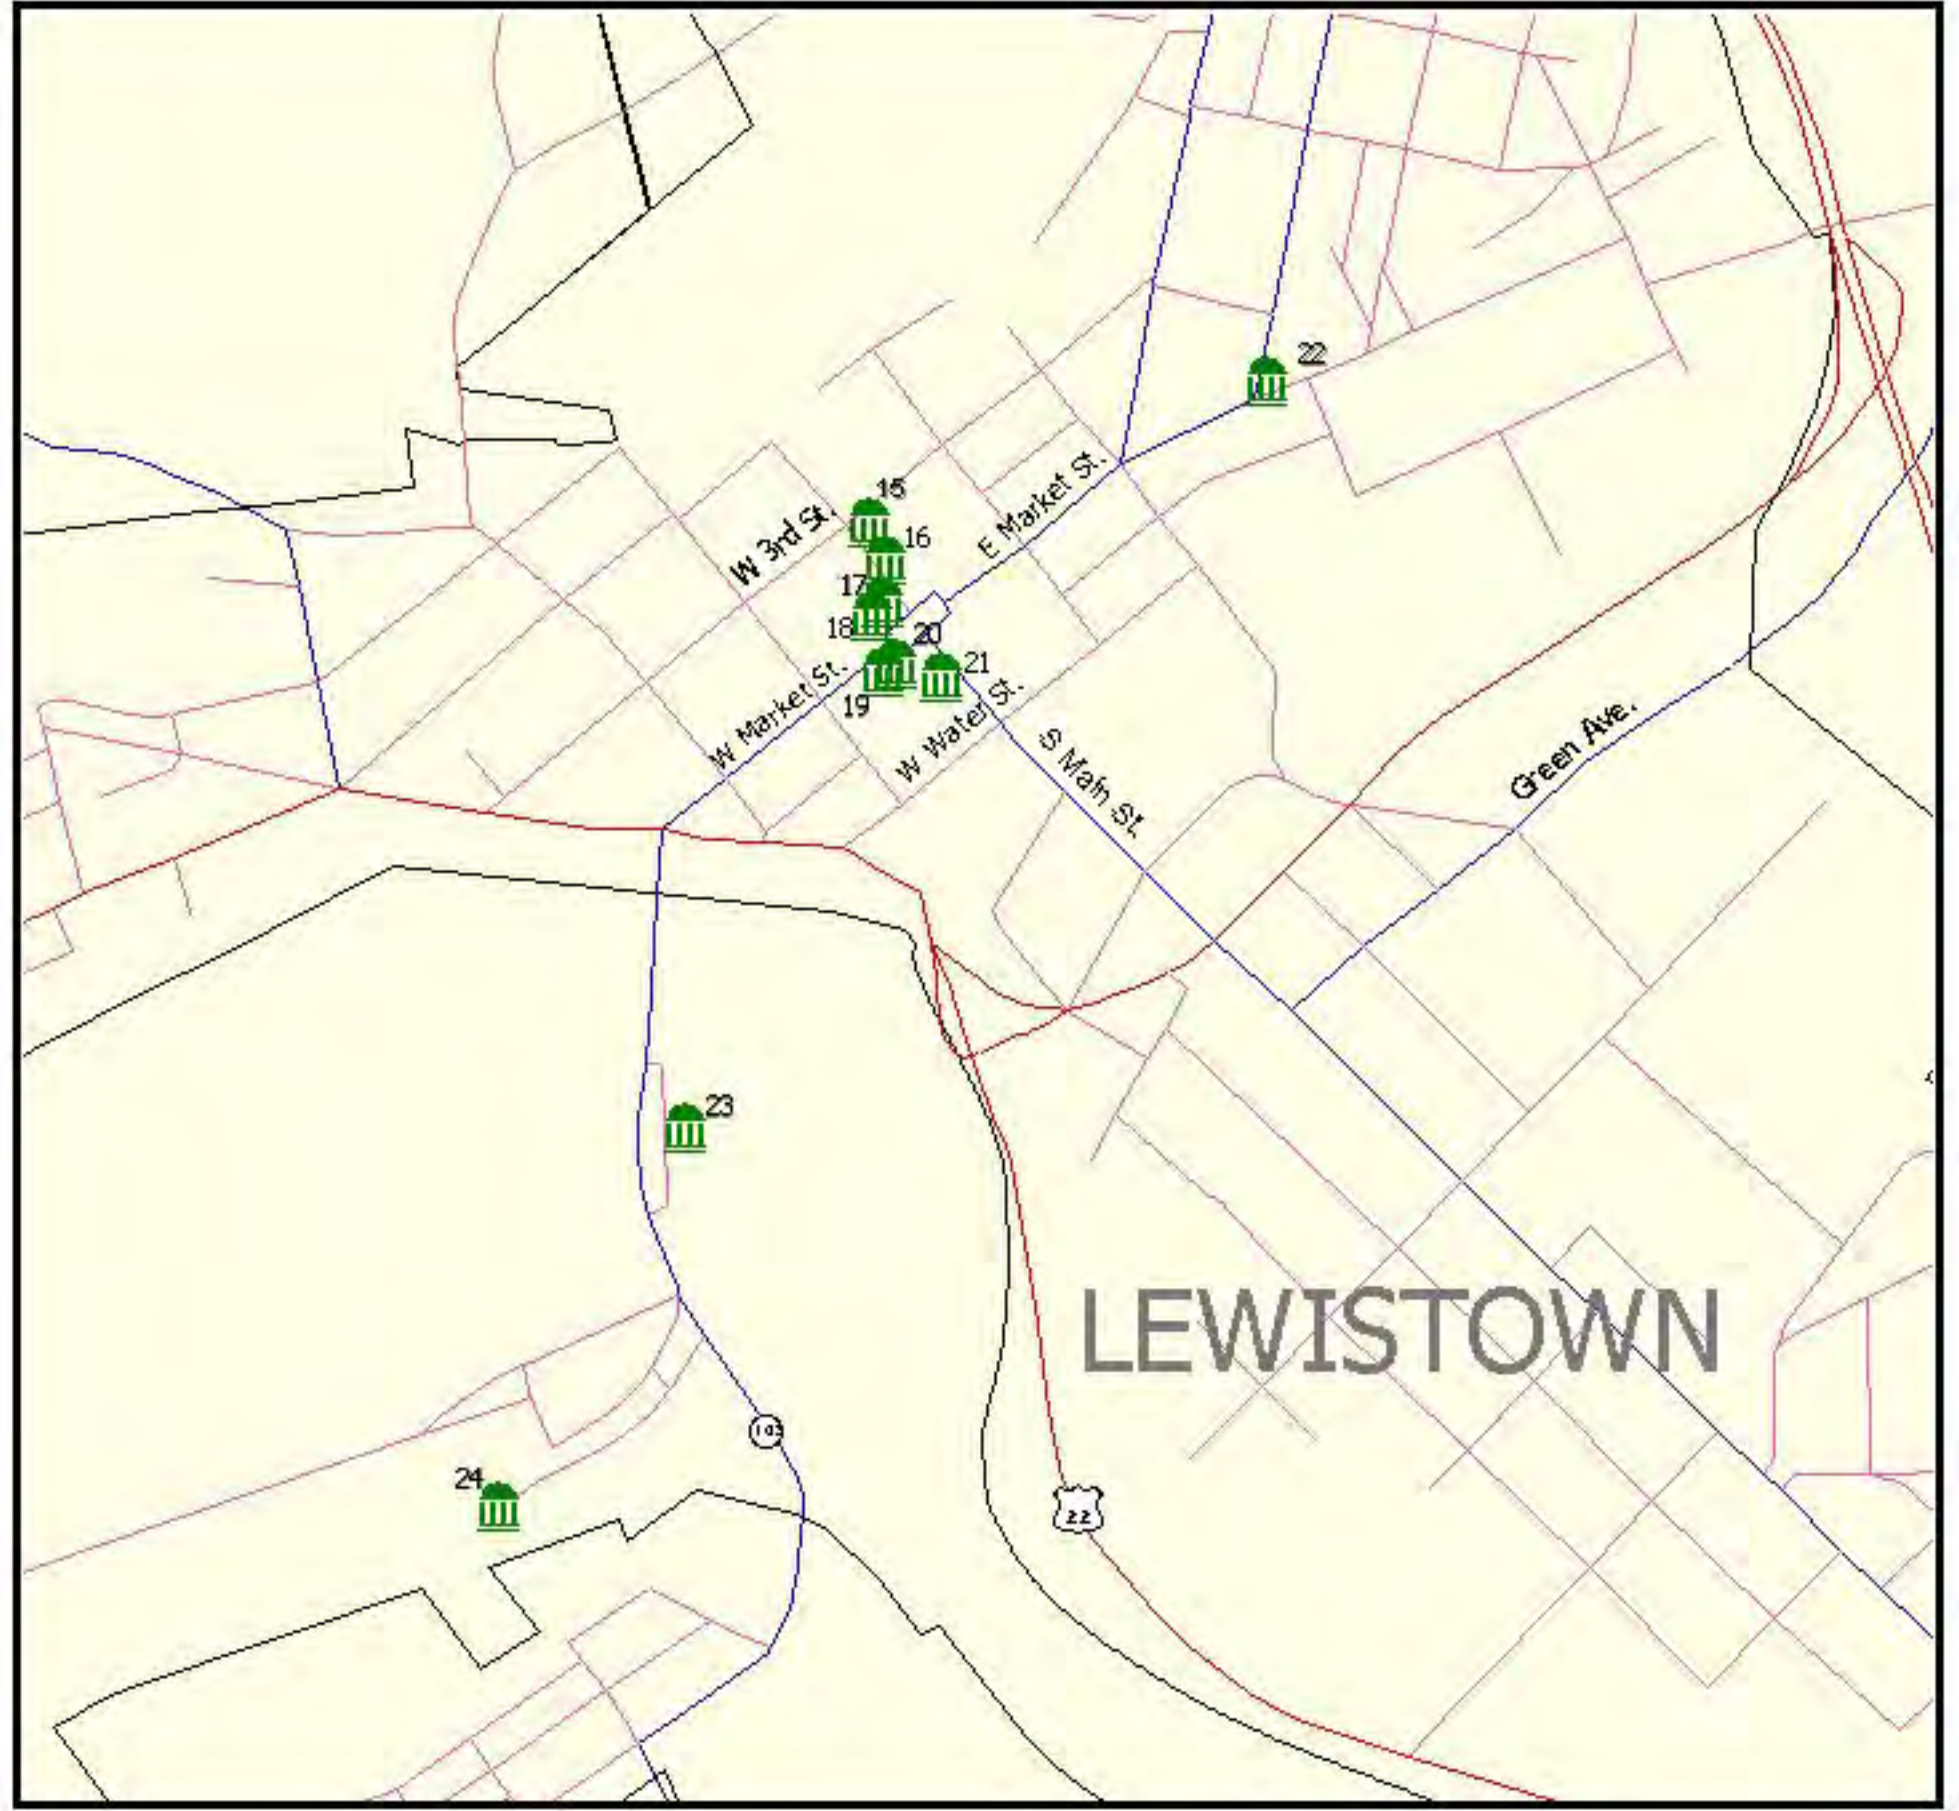 22
15
W 3rd St.
16
E Market St.
17
18
20
21
19
W Market St.
W Water St.
S Main St.
Green Ave.
23
LEWISTOWN
103
24
22